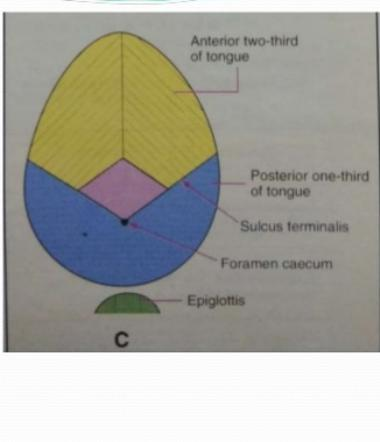 Anterior two-third
of tongue
Posterior one-third
of tongue
Sulcus terminalis
Foramen caecum
Epiglottis
C